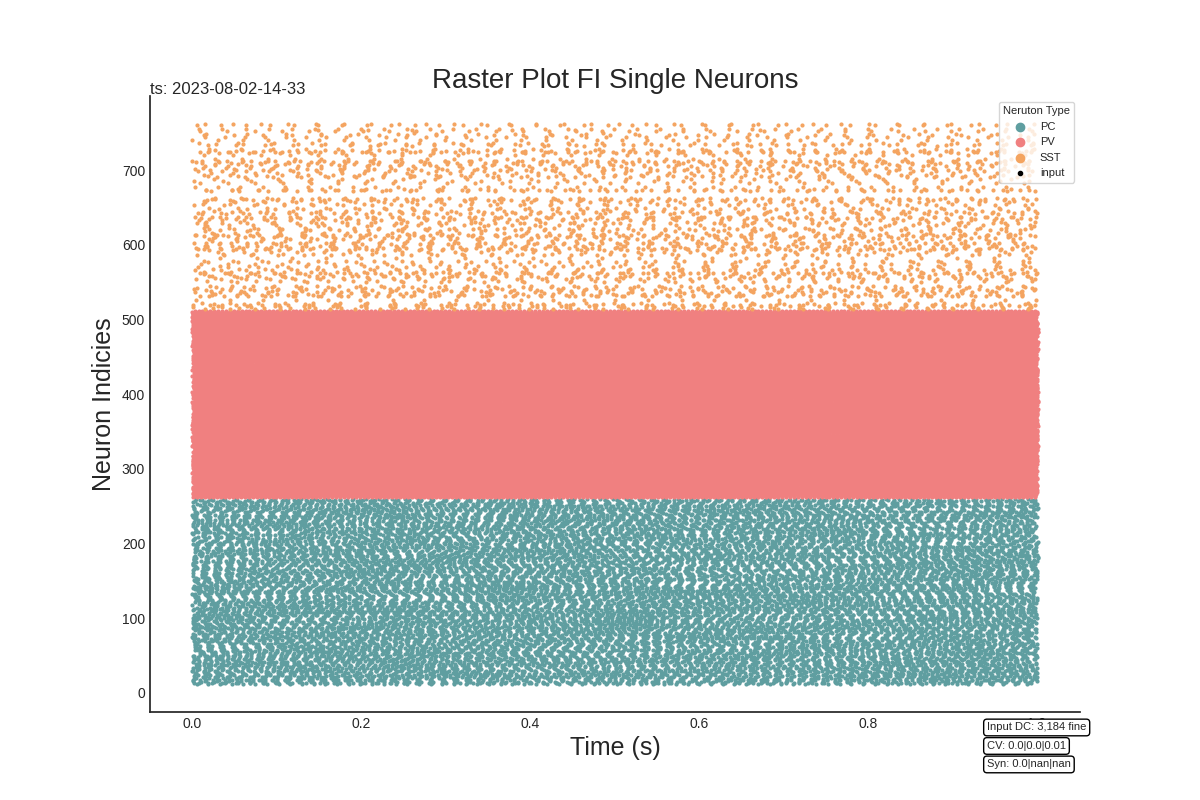 Raster Plot FI Single Neurons
ts: 2023-08-02-14-33
Neruton Type
PC
PV
SST
input
Neuron Indicies
700
600
500
400
300
200
100
0
0.0 0.2 0.4 0.6 0.8
Time (s)
Input DC: 3,184 fine
CV: 0.0|0.0|0.01
Syn: 0.0|nan|nan